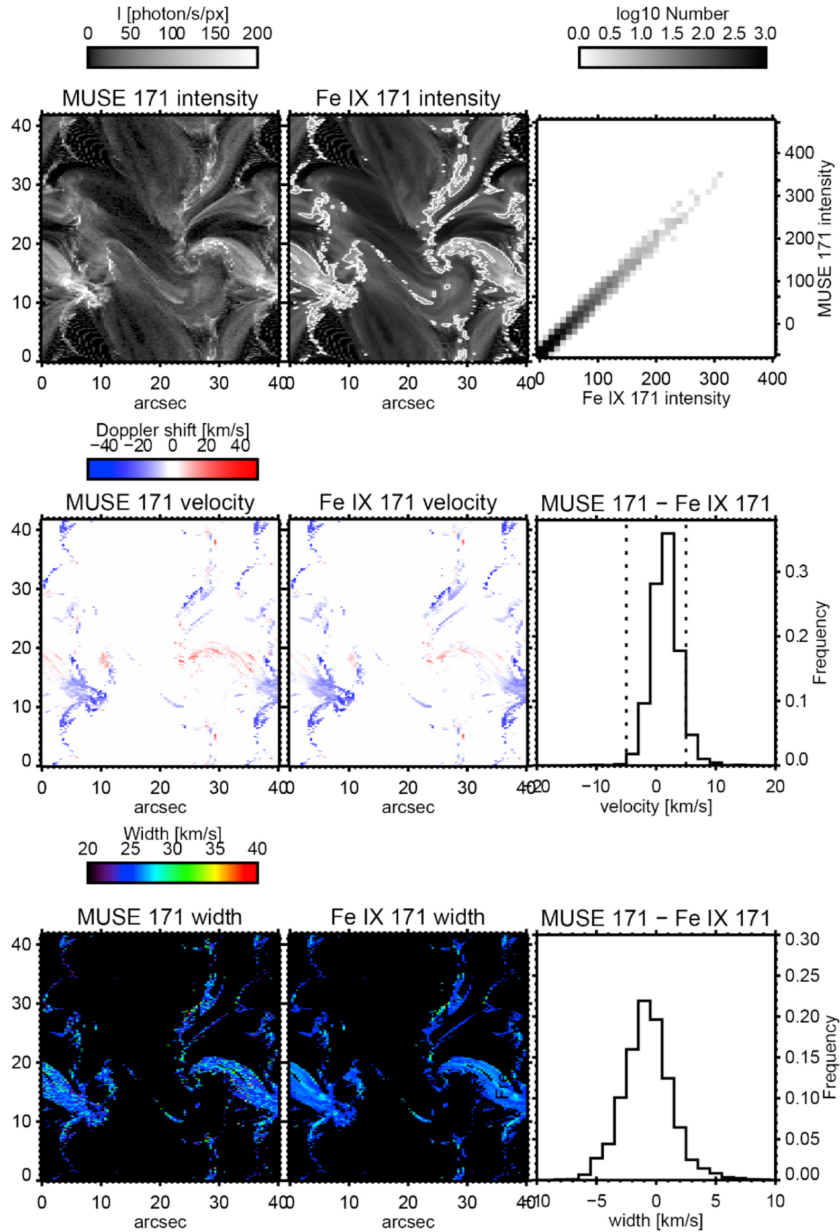 I [photon/s/px]
0 50 100 150 200
log10 Number
0.0 0.5 1.0 1.5 2.0 2.5 3.0
MUSE 171 intensity
Fe IX 171 intensity
40
30
20
10
0
0 10 20 30 40
arcsec
0 10 20 30 40
arcsec
400
300
200
100
0
MUSE 171 intensity
0 100 200 300 400
Fe IX 171 intensity
Doppler shift [km/s]
−40 −20 0 20 40
MUSE 171 velocity
Fe IX 171 velocity
MUSE 171 − Fe IX 171
40
30
20
10
0
0 10 20 30 40
arcsec
0 10 20 30 40
arcsec
0.3
0.2
0.1
0.0
Frequency
−20 −10 0 10 20
velocity [km/s]
Width [km/s]
20 25 30 35 40
MUSE 171 width
Fe IX 171 width
MUSE 171 − Fe IX 171
40
30
20
10
0
0 10 20 30 40
arcsec
0 10 20 30 40
arcsec
0.30
0.25
0.20
0.15
0.10
0.05
0.00
Frequency
−10 −5 0 5 10
width [km/s]